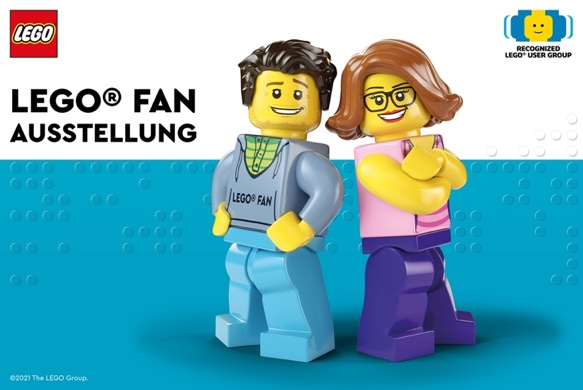 LEGO
RECOGNIZED
LEGO® USER GROUP
LEGO® FAN
AUSSTELLUNG
LEGO® FAN
©2021 The LEGO Group.